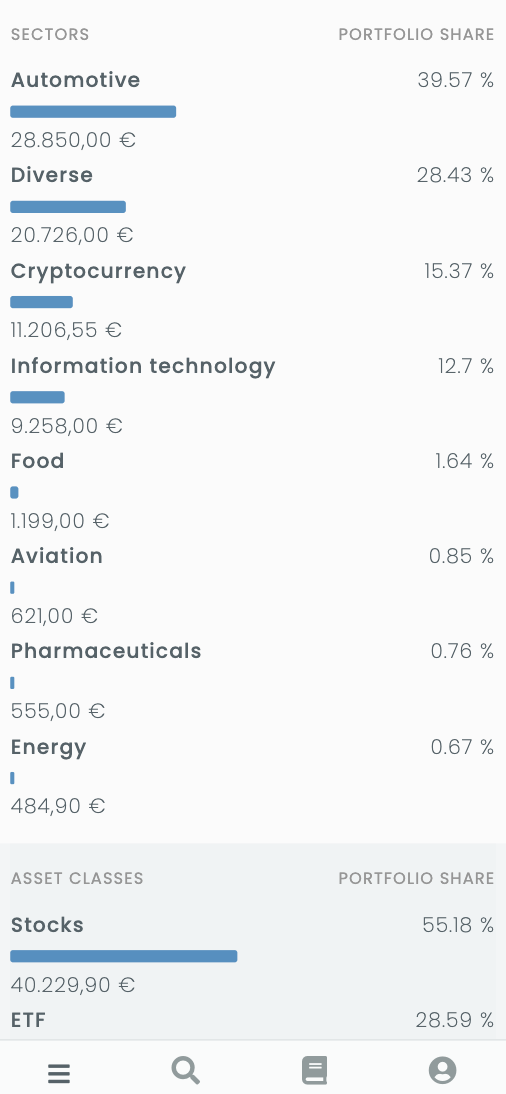 SECTORS PORTFOLIO SHARE
Automotive 39.57 %
28.850,00 €
Diverse 28.43 %
20.726,00 €
Cryptocurrency 15.37 %
11.206,55 €
Information technology 12.7 %
9.258,00 €
Food 1.64 %
1.199,00 €
Aviation 0.85 %
621,00 €
Pharmaceuticals 0.76 %
555,00 €
Energy 0.67 %
484,90 €
ASSET CLASSES PORTFOLIO SHARE
Stocks 55.18 %
40.229,90 €
ETF 28.59 %